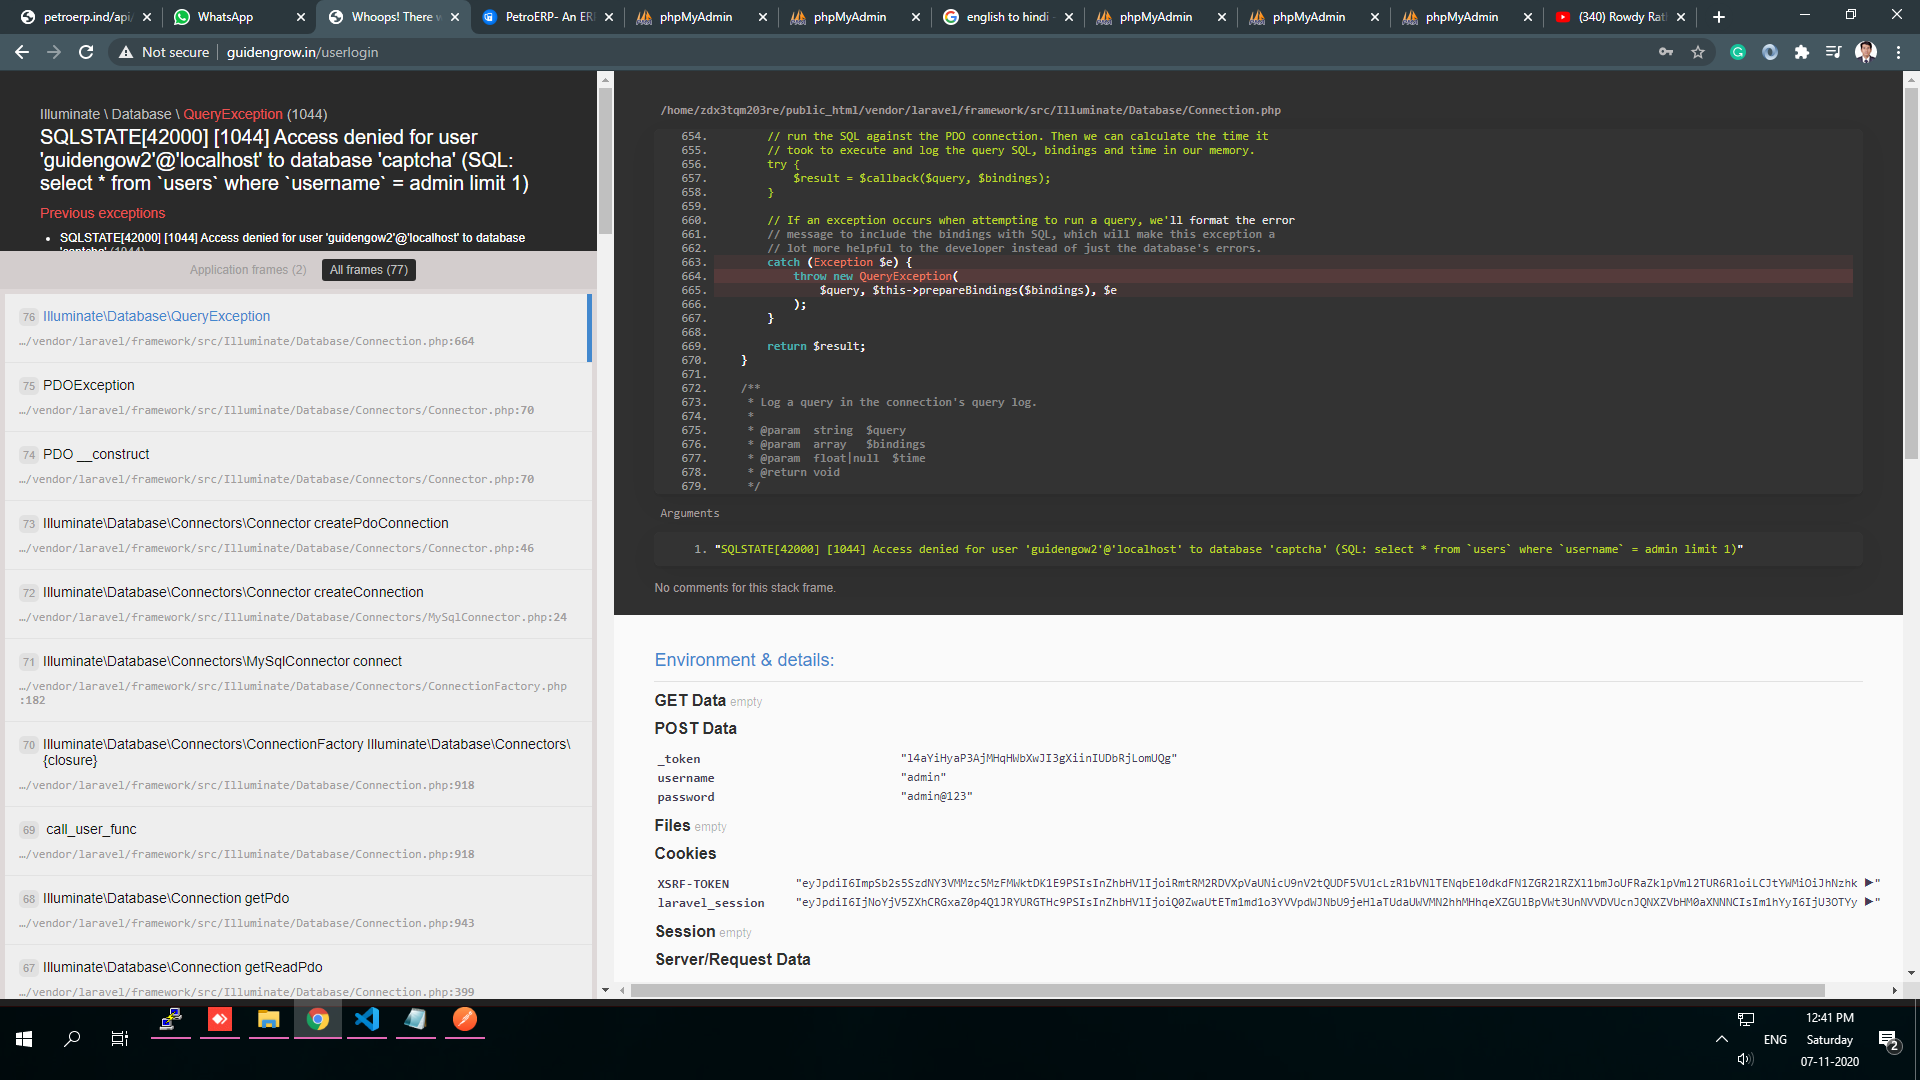 petroerp.ind/api/
WhatsApp
Whoops! There w
PetroERP- An ERP
phpMyAdmin
phpMyAdmin
english to hindi -
phpMyAdmin
phpMyAdmin
phpMyAdmin
(340) Rowdy Rat
Not secure
guidengrow.in/userlogin
Illuminate \ Database \ QueryException (1044)
SQLSTATE[42000] [1044] Access denied for user
'guidengow2'@'localhost' to database 'captcha' (SQL:
select * from `users` where `username` = admin limit 1)
Previous exceptions
• SQLSTATE[42000] [1044] Access denied for user 'guidengow2'@'localhost' to database
'captcha' (1044)
Application frames (2)
All frames (77)
76 Illuminate\Database\QueryException
…/vendor/laravel/framework/src/Illuminate/Database/Connection.php:664
75 PDOException
…/vendor/laravel/framework/src/Illuminate/Database/Connectors/Connector.php:70
74 PDO __construct
…/vendor/laravel/framework/src/Illuminate/Database/Connectors/Connector.php:70
73 Illuminate\Database\Connectors\Connector createPdoConnection
…/vendor/laravel/framework/src/Illuminate/Database/Connectors/Connector.php:46
72 Illuminate\Database\Connectors\Connector createConnection
…/vendor/laravel/framework/src/Illuminate/Database/Connectors/MySqlConnector.php:24
71 Illuminate\Database\Connectors\MySqlConnector connect
…/vendor/laravel/framework/src/Illuminate/Database/Connectors/ConnectionFactory.php
:182
70 Illuminate\Database\Connectors\ConnectionFactory Illuminate\Database\Connectors\
{closure}
…/vendor/laravel/framework/src/Illuminate/Database/Connection.php:918
69 call_user_func
…/vendor/laravel/framework/src/Illuminate/Database/Connection.php:918
68 Illuminate\Database\Connection getPdo
…/vendor/laravel/framework/src/Illuminate/Database/Connection.php:943
67 Illuminate\Database\Connection getReadPdo
…/vendor/laravel/framework/src/Illuminate/Database/Connection.php:399
/home/zdx3tqm203re/public_html/vendor/laravel/framework/src/Illuminate/Database/Connection.php
654. // run the SQL against the PDO connection. Then we can calculate the time it
655. // took to execute and log the query SQL, bindings and time in our memory.
656. try {
657. $result = $callback($query, $bindings);
658. }
659.
660. // If an exception occurs when attempting to run a query, we'll format the error
661. // message to include the bindings with SQL, which will make this exception a
662. // lot more helpful to the developer instead of just the database's errors.
663. catch (Exception $e) {
664. throw new QueryException(
665. $query, $this->prepareBindings($bindings), $e
666. );
667. }
668.
669. return $result;
670. }
671.
672. /**
673. * Log a query in the connection's query log.
674. *
675. * @param string $query
676. * @param array $bindings
677. * @param float|null $time
678. * @return void
679. */
Arguments
1. "SQLSTATE[42000] [1044] Access denied for user 'guidengow2'@'localhost' to database 'captcha' (SQL: select * from `users` where `username` = admin limit 1)"
No comments for this stack frame.
Environment & details:
GET Data empty
POST Data
_token "l4aYiHyaP3AjMHqHWbXwJI3gXiinIUDbRjLomUQg"
username "admin"
password "admin@123"
Files empty
Cookies
XSRF-TOKEN
laravel_session
Session empty
Server/Request Data
ENG
12:41 PM
Saturday
07-11-2020
2